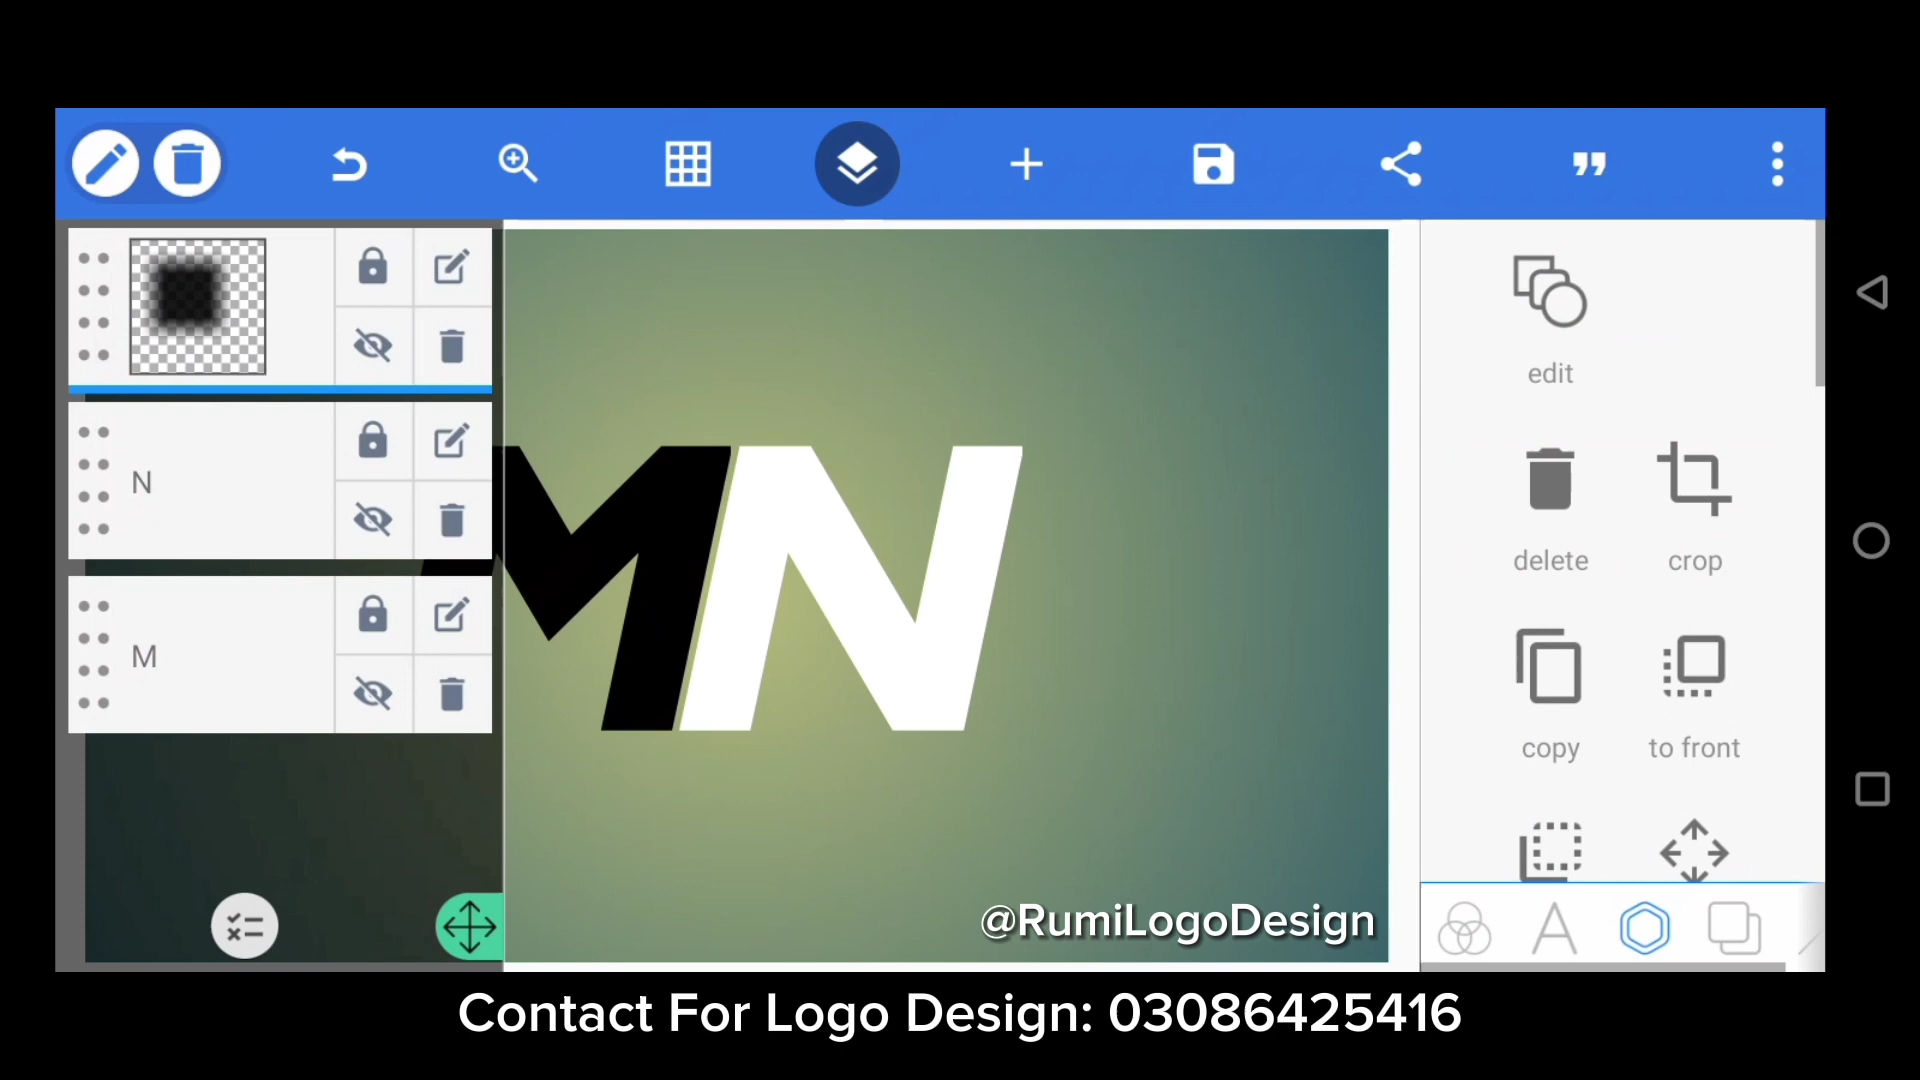 N
M
MN
edit
delete
crop
copy
to front
@RumiLogoDesign
Contact For Logo Design: 03086425416